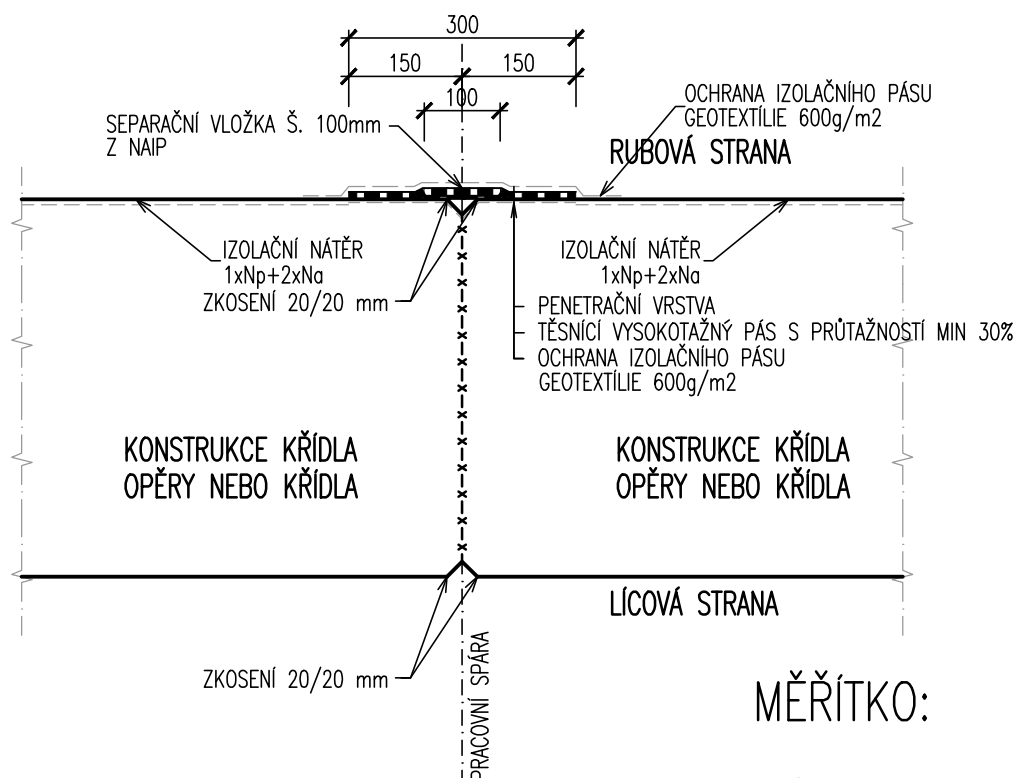 300
150
150
100
OCHRANA IZOLAČNÍHO PÁSU
GEOTEXTÍLIE 600g/m2
SEPARAČNÍ VLOŽKA Š. 100mm
Z NAIP
RUBOVÁ STRANA
IZOLAČNÍ NÁTĚR
1xNp+2xNa
IZOLAČNÍ NÁTĚR
1xNp+2xNa
ZKOSENÍ 20/20 mm
PENETRAČNÍ VRSTVA
TĚSNÍCÍ VYSOKOTAŽNÝ PÁS S PRŮTAŽNOSTÍ MIN 30%
OCHRANA IZOLAČNÍHO PÁSU
GEOTEXTÍLIE 600g/m2
KONSTRUKCE KŘÍDLA
OPĚRY NEBO KŘÍDLA
KONSTRUKCE KŘÍDLA
OPĚRY NEBO KŘÍDLA
LÍCOVÁ STRANA
ZKOSENÍ 20/20 mm
PRACOVNÍ SPÁRA
MĚŘÍTKO: